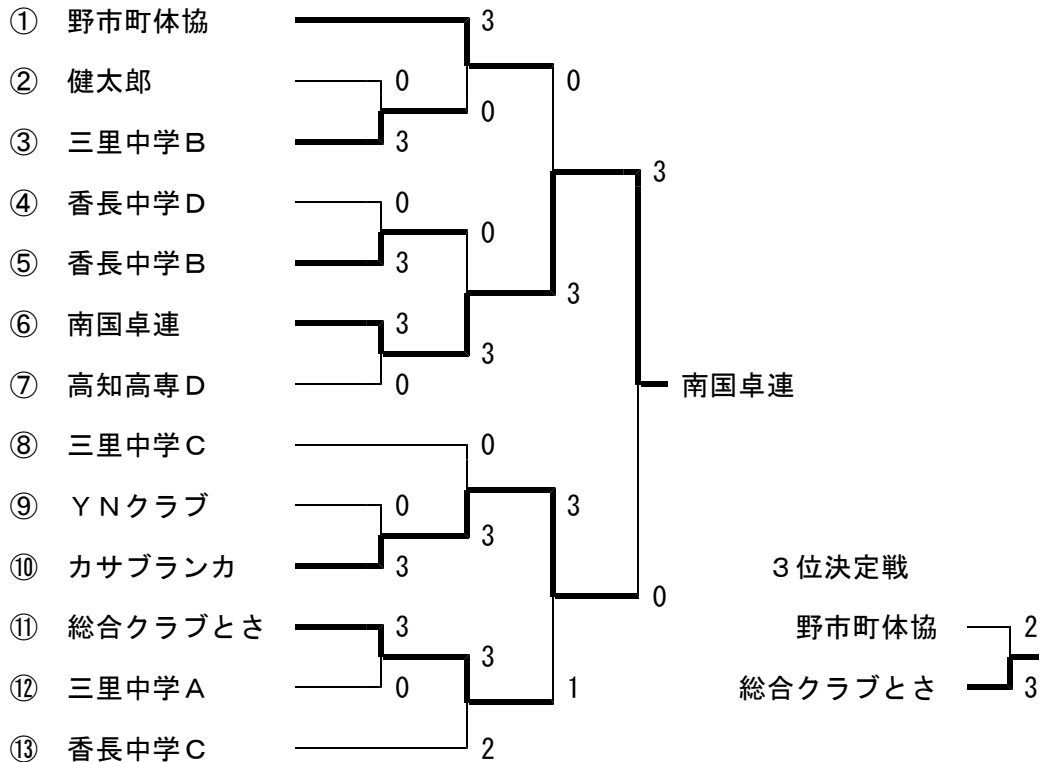 ① 野市町体協 3
② 健太郎 0 0
0
③ 三里中学Ｂ 3
3
④ 香長中学Ｄ 0
0
⑤ 香長中学Ｂ 3
3
⑥ 南国卓連 3
3
⑦ 高知高専Ｄ 0 南国卓連
⑧ 三里中学Ｃ 0
⑨ ＹＮクラブ 0 3
3
⑩ カサブランカ 3 ３位決定戦
0
⑪ 総合クラブとさ 3 野市町体協 2
3
⑫ 三里中学Ａ 0 1 総合クラブとさ 3
⑬ 香長中学Ｃ 2